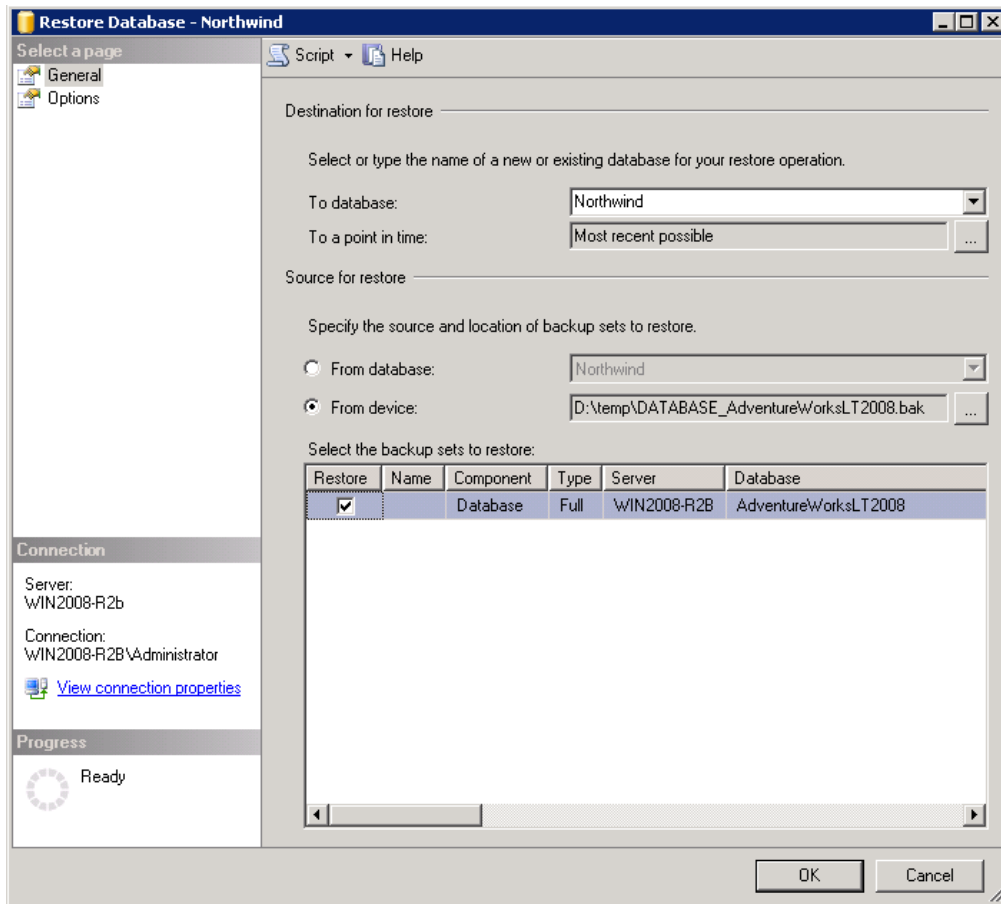 Restore Database - Northwind
Select a page
General
Options
Script
Help
Destination for restore
Select or type the name of a new or existing database for your restore operation.
To database:
Northwind
To a point in time:
Most recent possible
...
Source for restore
Specify the source and location of backup sets to restore.
From database:
Northwind
From device:
D:\temp\DATABASE_AdventureWorksLT2008.bak
...
Select the backup sets to restore:
Restore Name Component Type Server Database
Database Full WIN2008-R2B AdventureWorksLT2008
Connection
Server:
WIN2008-R2b
Connection:
WIN2008-R2B\Administrator
View connection properties
Progress
Ready
OK
Cancel